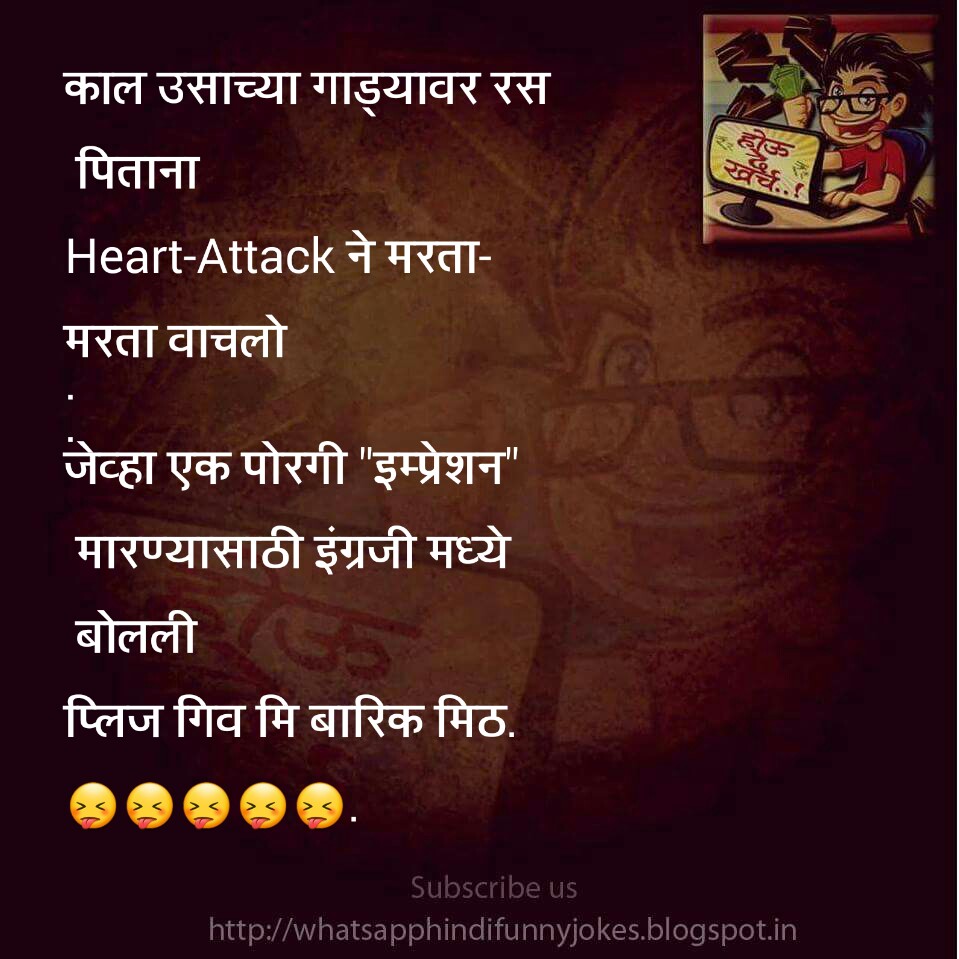 काल उसाच्या गाड्यावर रस
पिताना
Heart-Attack ने मरता-
मरता वाचलो
.
.
जेव्हा एक पोरगी "इम्प्रेशन"
मारण्यासाठी इंग्रजी मध्ये
बोलली
प्लिज गिव मि बारिक मिठ.
😝😝😝😝😝.
होऊ
दे
खर्च..!
होऊ
Subscribe us
http://whatsapphindifunnyjokes.blogspot.in